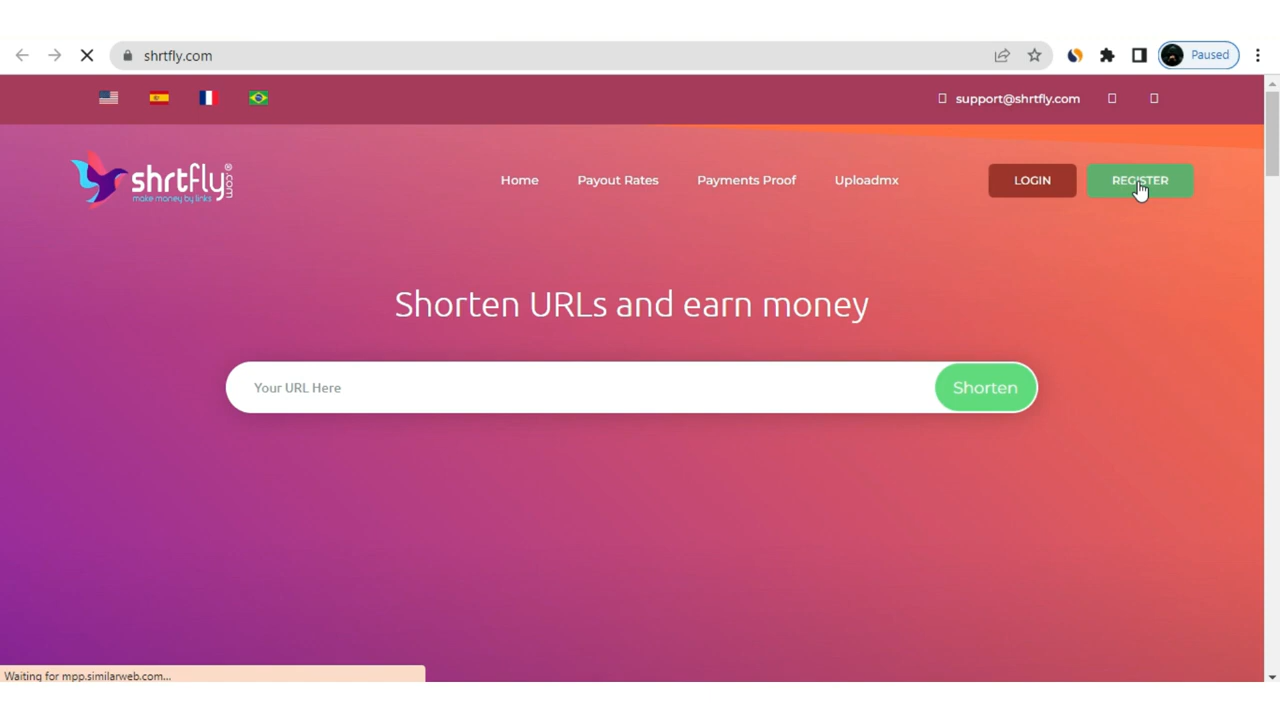 shrtfly.com
Paused
support@shrtfly.com
shrtfly®.com
make money by links
Home
Payout Rates
Payments Proof
Uploadmx
LOGIN
REGISTER
Shorten URLs and earn money
Your URL Here
Shorten
Waiting for mpp.similarweb.com...